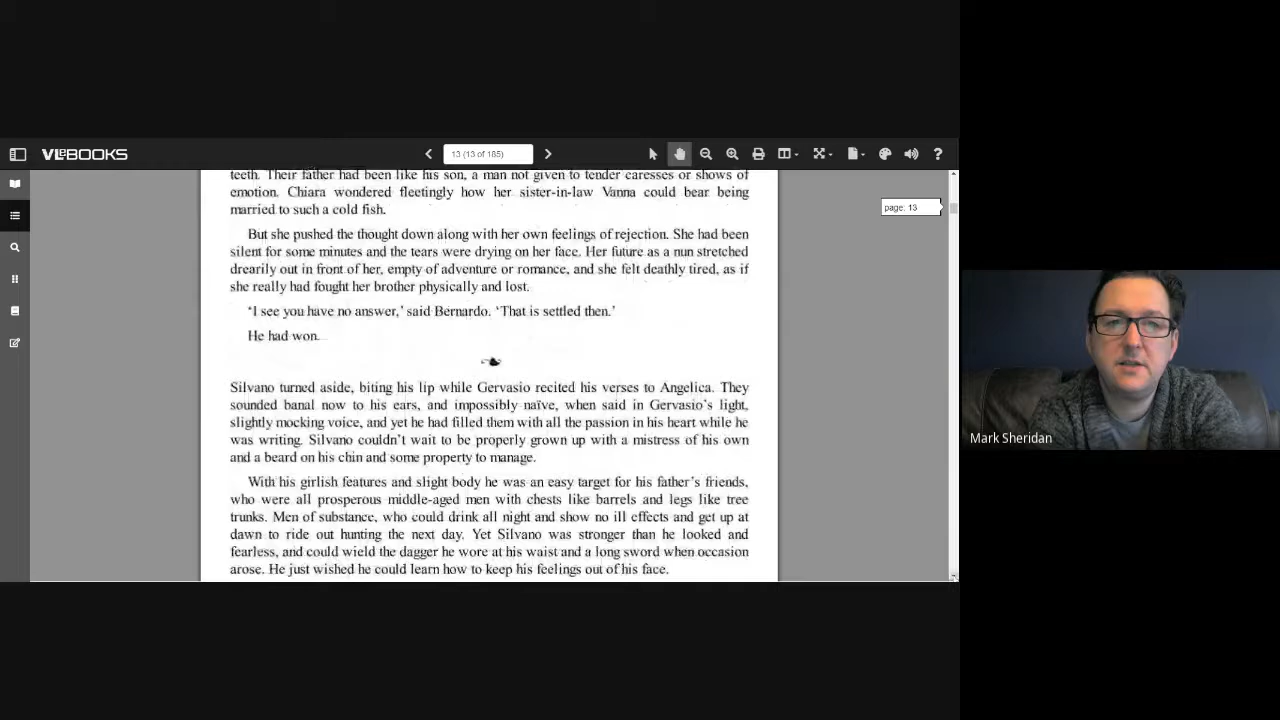 VLeBOOKS
13 (13 of 185)
?
page: 13
teeth. Their father had been like his son, a man not given to tender caresses or shows of
emotion. Chiara wondered fleetingly how her sister-in-law Vanna could bear being
married to such a cold fish.
But she pushed the thought down along with her own feelings of rejection. She had been
silent for some minutes and the tears were drying on her face. Her future as a nun stretched
drearily out in front of her, empty of adventure or romance, and she felt deathly tired, as if
she really had fought her brother physically and lost.
‘I see you have no answer,’ said Bernardo. ‘That is settled then.’
He had won.
Silvano turned aside, biting his lip while Gervasio recited his verses to Angelica. They
sounded banal now to his ears, and impossibly naïve, when said in Gervasio’s light,
slightly mocking voice, and yet he had filled them with all the passion in his heart while he
was writing. Silvano couldn’t wait to be properly grown up with a mistress of his own
and a beard on his chin and some property to manage.
With his girlish features and slight body he was an easy target for his father’s friends,
who were all prosperous middle-aged men with chests like barrels and legs like tree
trunks. Men of substance, who could drink all night and show no ill effects and get up at
dawn to ride out hunting the next day. Yet Silvano was stronger than he looked and
fearless, and could wield the dagger he wore at his waist and a long sword when occasion
arose. He just wished he could learn how to keep his feelings out of his face.
Mark Sheridan